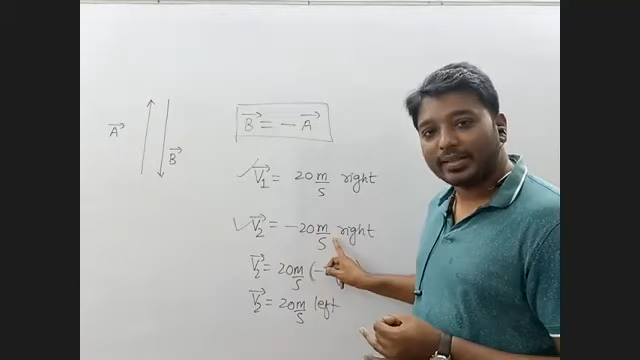 A⃗
B⃗
B⃗ = − A⃗
✓ V⃗₁ = 20 m/s right
✓ V⃗₂ = −20 m/s right
V⃗₂ = 20 m/s (−
V⃗₂ = 20 m/s left